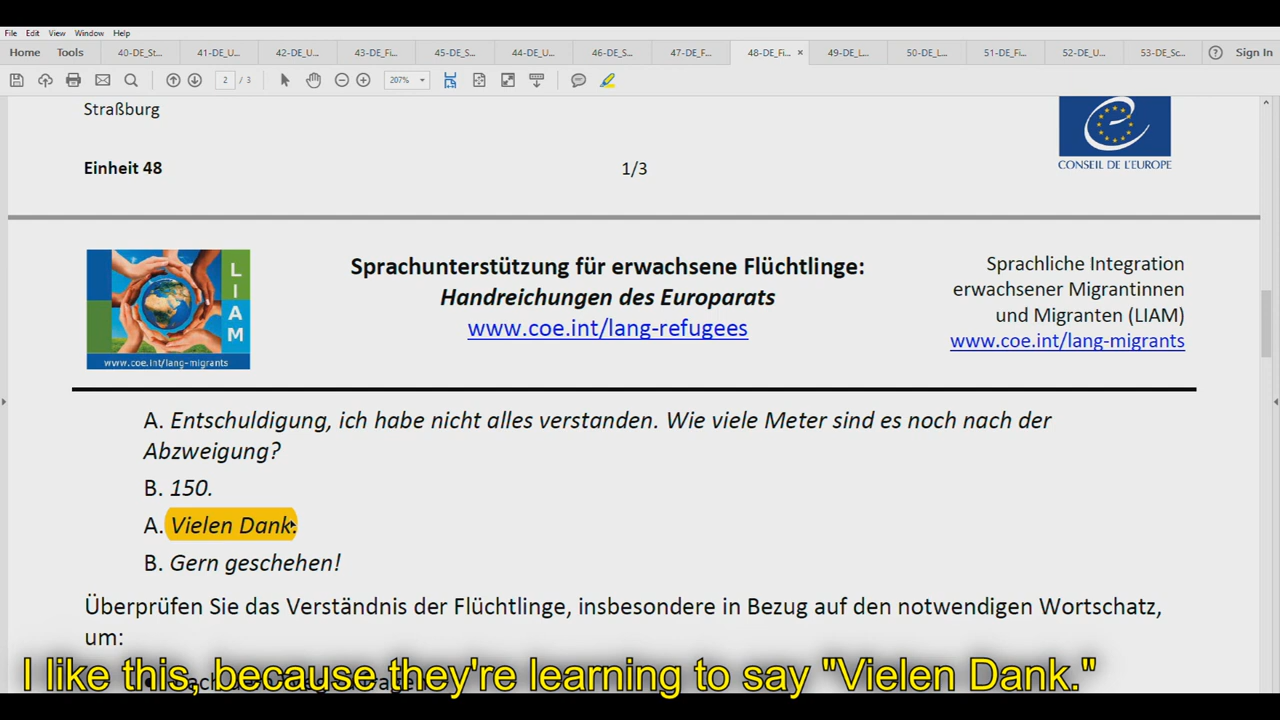 File Edit View Window Help
Home Tools 40-DE_St... 41-DE_U... 42-DE_U... 43-DE_Fi... 45-DE_S... 44-DE_U... 46-DE_S... 47-DE_F... 48-DE_Fi... × 49-DE_L... 50-DE_L... 51-DE_Fi... 52-DE_U... 53-DE_Sc... Sign In
2 / 3 207%
Straßburg
CONSEIL DE L'EUROPE
Einheit 48 1/3
LIAM
www.coe.int/lang-migrants
Sprachunterstützung für erwachsene Flüchtlinge:
Handreichungen des Europarats
www.coe.int/lang-refugees
Sprachliche Integration
erwachsener Migrantinnen
und Migranten (LIAM)
www.coe.int/lang-migrants
A. Entschuldigung, ich habe nicht alles verstanden. Wie viele Meter sind es noch nach der
Abzweigung?
B. 150.
A. Vielen Dank.
B. Gern geschehen!
Überprüfen Sie das Verständnis der Flüchtlinge, insbesondere in Bezug auf den notwendigen Wortschatz,
um:
I like this, because they're learning to say "Vielen Dank."